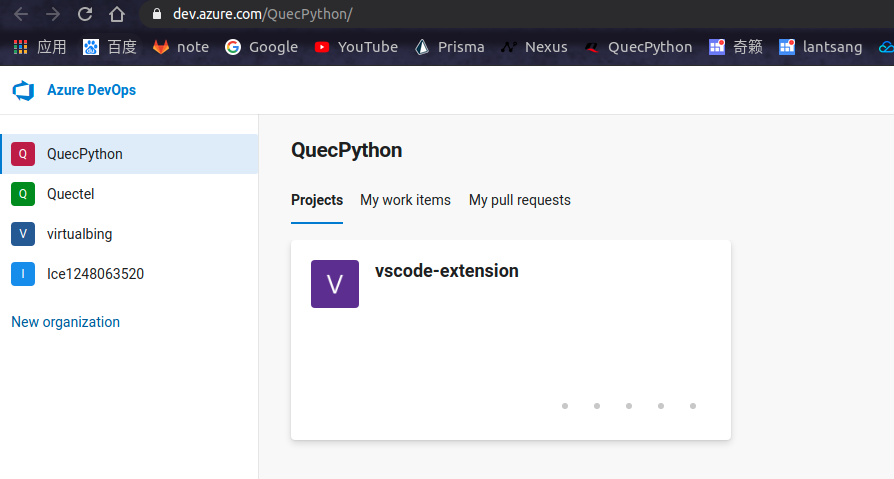 dev.azure.com/QuecPython/
应用 百度 note Google YouTube Prisma Nexus QuecPython 奇籁 lantsang
Azure DevOps
Q QuecPython
Q Quectel
V virtualbing
I Ice1248063520
New organization
QuecPython
Projects My work items My pull requests
V vscode-extension